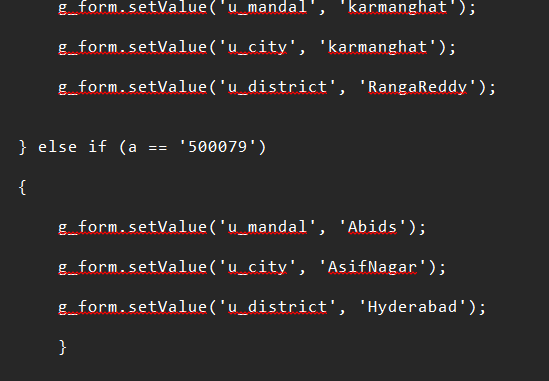 g_form.setValue('u_mandal', 'karmanghat');
g_form.setValue('u_city', 'karmanghat');
g_form.setValue('u_district', 'RangaReddy');
} else if (a == '500079')
{
g_form.setValue('u_mandal', 'Abids');
g_form.setValue('u_city', 'AsifNagar');
g_form.setValue('u_district', 'Hyderabad');
}